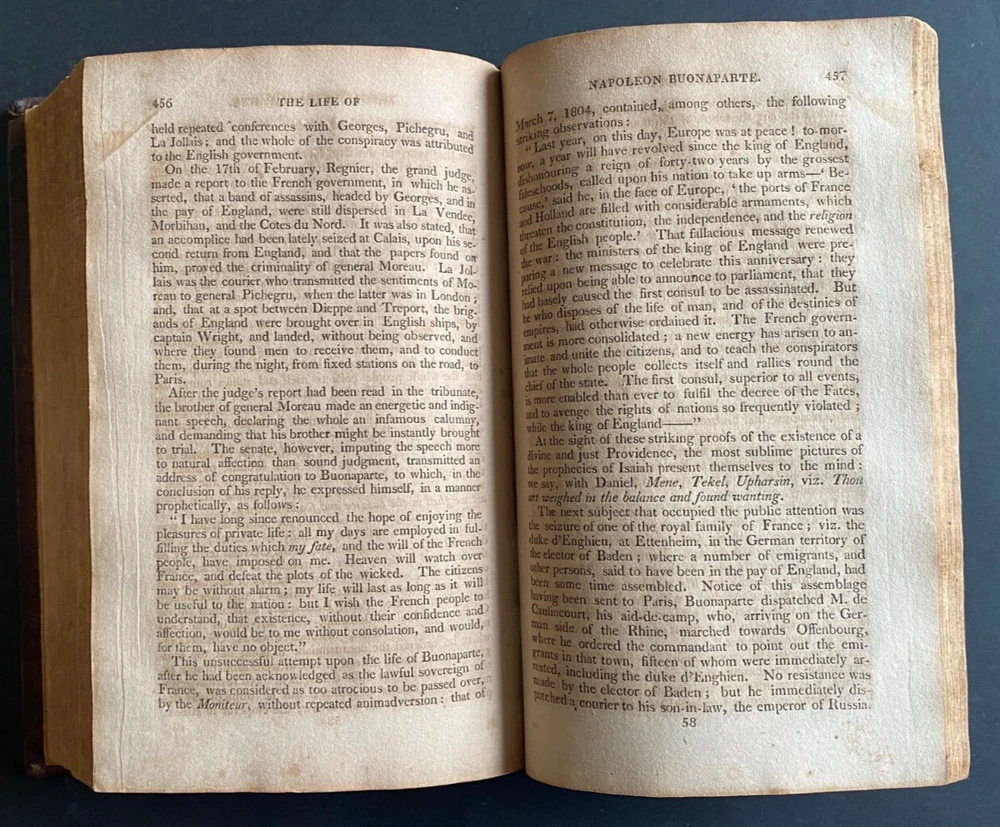 456 THE LIFE OF
held repeated conferences with Georges, Pichegru, and
La Jollais; and the whole of the conspiracy was attributed
to the English government.
On the 17th of February, Regnier, the grand judge,
made a report to the French government, in which he as-
serted, that a band of assassins, headed by Georges, and in
the pay of England, were still dispersed in La Vendee,
Morbihan, and the Cotes du Nord. It was also stated, that
an accomplice had been lately seized at Calais, upon his se-
cond return from England, and that the papers found on
him, proved the criminality of general Moreau. La Jol-
lais was the courier who transmitted the sentiments of Mo-
reau to general Pichegru, when the latter was in London;
and, that at a spot between Dieppe and Treport, the brig-
ands of England were brought over in English ships, by
captain Wright, and landed, without being observed, and
where they found men to receive them, and to conduct
them, during the night, from fixed stations on the road, to
Paris.
After the judge's report had been read in the tribunate,
the brother of general Moreau made an energetic and indig-
nant speech, declaring the whole an infamous calumny,
and demanding that his brother might be instantly brought
to trial. The senate, however, imputing the speech more
to natural affection than sound judgment, transmitted an
address of congratulation to Buonaparte, to which, in the
conclusion of his reply, he expressed himself, in a manner
prophetically, as follows:
"I have long since renounced the hope of enjoying the
pleasures of private life: all my days are employed in ful-
filling the duties which my fate, and the will of the French
people, have imposed on me. Heaven will watch over
France, and defeat the plots of the wicked. The citizens
may be without alarm; my life will last as long as it will
be useful to the nation: but I wish the French people to
understand, that existence, without their confidence and
affection, would be to me without consolation, and would,
for them, have no object."
This unsuccessful attempt upon the life of Buonaparte,
after he had been acknowledged as the lawful sovereign of
France, was considered as too atrocious to be passed over,
by the Moniteur, without repeated animadversion: that of
NAPOLEON BUONAPARTE. 457
March 7, 1804, contained, among others, the following
striking observations:
"Last year, on this day, Europe was at peace! to-mor-
row, a year will have revolved since the king of England,
dishonouring a reign of forty-two years by the grossest
falseschoods, called upon his nation to take up arms—'Be-
cause,' said he, in the face of Europe, 'the ports of France
and Holland are filled with considerable armaments, which
threaten the constitution, the independence, and the religion
of the English people.' That fallacious message renewed
the war: the ministers of the king of England were pre-
paring a new message to celebrate this anniversary: they
relied upon being able to announce to parliament, that they
had basely caused the first consul to be assassinated. But
he who disposes of the life of man, and of the destinies of
empires, had otherwise ordained it. The French govern-
ment is more consolidated; a new energy has arisen to an-
imate and unite the citizens, and to teach the conspirators
that the whole people collects itself and rallies round the
chief of the state. The first consul, superior to all events,
is more enabled than ever to fulfil the decree of the Fates,
and to avenge the rights of nations so frequently violated;
while the king of England——"
At the sight of these striking proofs of the existence of a
divine and just Providence, the most sublime pictures of
the prophecies of Isaiah present themselves to the mind:
we say, with Daniel, Mene, Tekel, Upharsin, viz. Thou
art weighed in the balance and found wanting.
The next subject that occupied the public attention was
the seizure of one of the royal family of France; viz. the
duke d'Enghien, at Ettenheim, in the German territory of
the elector of Baden; where a number of emigrants, and
other persons, said to have been in the pay of England, had
been some time assembled. Notice of this assemblage
having been sent to Paris, Buonaparte dispatched M. de
Caulincourt, his aid-de-camp, who, arriving on the Ger-
man side of the Rhine, marched towards Offenbourg,
where he ordered the commandant to point out the emi-
grants in that town, fifteen of whom were immediately ar-
rested, including the duke d'Enghien. No resistance was
made by the elector of Baden; but he immediately dis-
patched a courier to his son-in-law, the emperor of Russia.
58